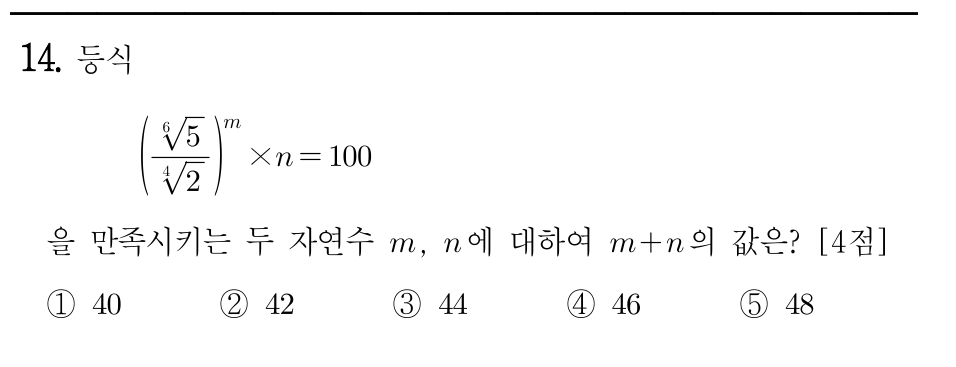 14. 등식
$\left(\dfrac{\sqrt[6]{5}}{\sqrt[4]{2}}\right)^m \times n = 100$
을 만족시키는 두 자연수 $m$, $n$에 대하여 $m+n$의 값은? [4점]
① 40 ② 42 ③ 44 ④ 46 ⑤ 48